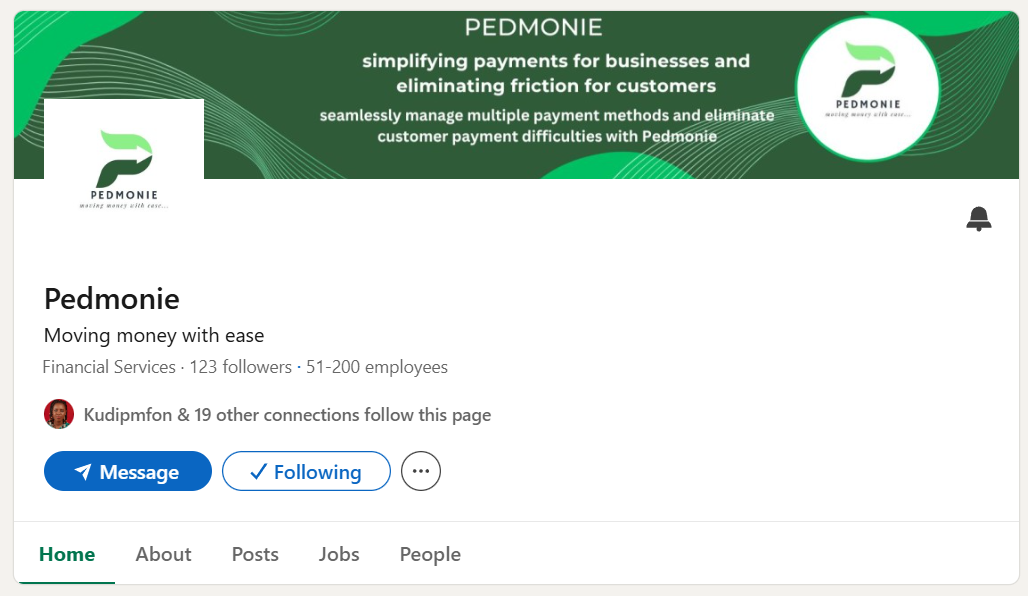 PEDMONIE
simplifying payments for businesses and
eliminating friction for customers
seamlessly manage multiple payment methods and eliminate
customer payment difficulties with Pedmonie
PEDMONIE
moving money with ease...
PEDMONIE
moving money with ease...
Pedmonie
Moving money with ease
Financial Services · 123 followers · 51-200 employees
Kudipmfon & 19 other connections follow this page
Message
Following
Home About Posts Jobs People